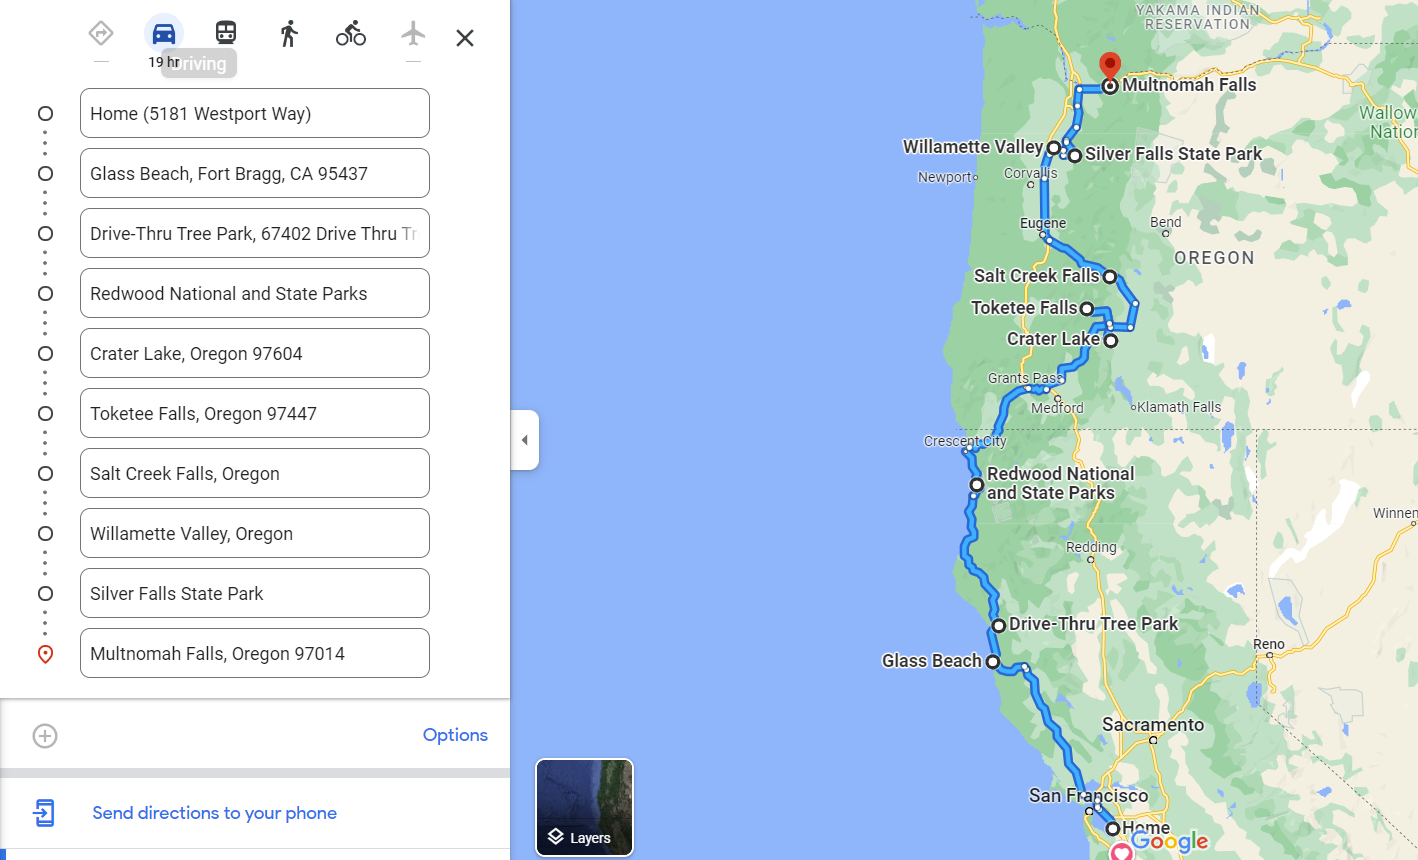 19 hr
Driving
Home (5181 Westport Way)
Glass Beach, Fort Bragg, CA 95437
Drive-Thru Tree Park, 67402 Drive Thru Tr
Redwood National and State Parks
Crater Lake, Oregon 97604
Toketee Falls, Oregon 97447
Salt Creek Falls, Oregon
Willamette Valley, Oregon
Silver Falls State Park
Multnomah Falls, Oregon 97014
Options
Send directions to your phone
YAKAMA INDIAN
RESERVATION
Multnomah Falls
Wallow
Nation
Willamette Valley
Silver Falls State Park
Newport
Corvallis
Eugene
Bend
OREGON
Salt Creek Falls
Toketee Falls
Crater Lake
Grants Pass
Medford
Klamath Falls
Crescent City
Redwood National
and State Parks
Winnem
Redding
Drive-Thru Tree Park
Reno
Glass Beach
Sacramento
San Francisco
Home
Google
Layers